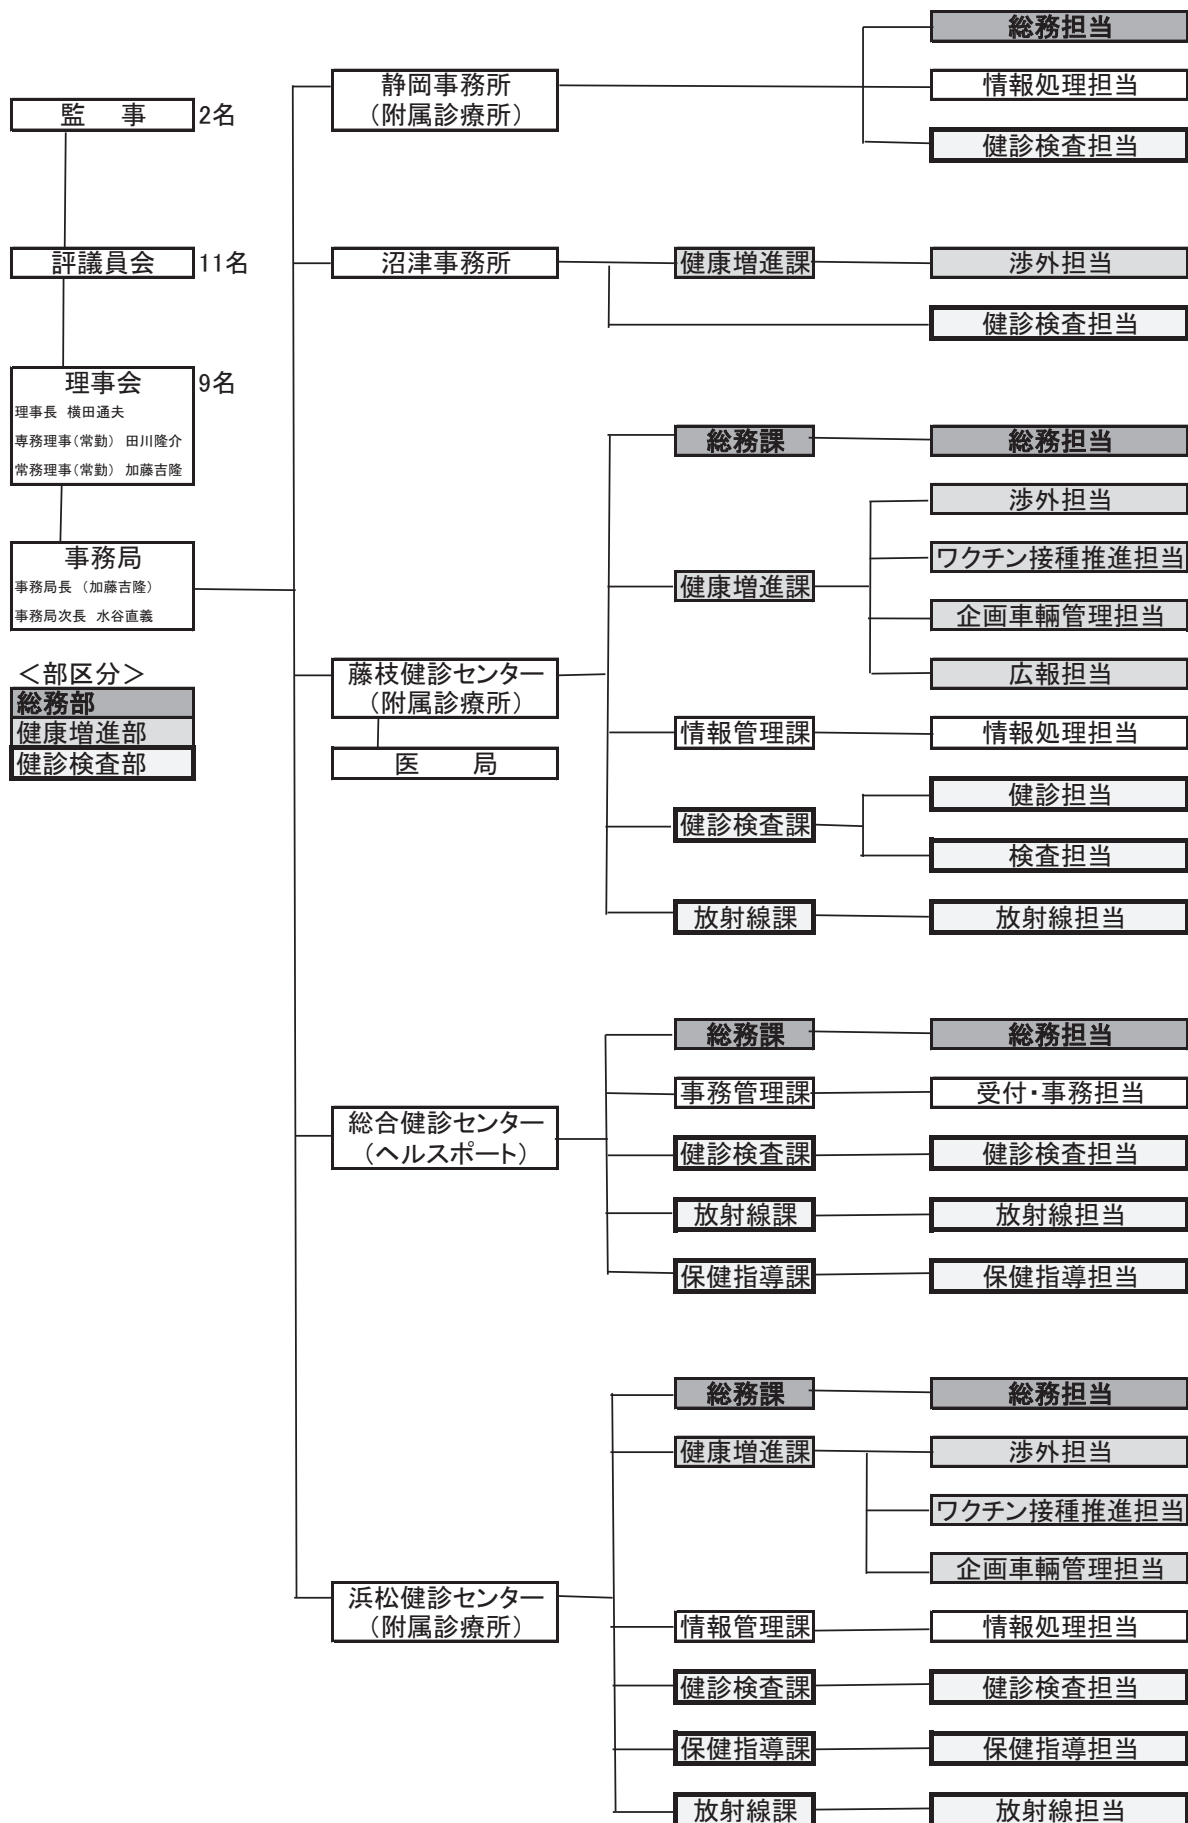 監　事 2名
評議員会 11名
理事会 9名
理事長 横田通夫
専務理事(常勤) 田川隆介
常務理事(常勤) 加藤吉隆
事務局
事務局長 (加藤吉隆)
事務局次長 水谷直義
<部区分>
総務部
健康増進部
健診検査部
静岡事務所
(附属診療所)
総務担当
情報処理担当
健診検査担当
沼津事務所
健康増進課
渉外担当
健診検査担当
藤枝健診センター
(附属診療所)
医　局
総務課
総務担当
健康増進課
渉外担当
ワクチン接種推進担当
企画車輛管理担当
広報担当
情報管理課
情報処理担当
健診検査課
健診担当
検査担当
放射線課
放射線担当
総合健診センター
(ヘルスポート)
総務課
総務担当
事務管理課
受付・事務担当
健診検査課
健診検査担当
放射線課
放射線担当
保健指導課
保健指導担当
浜松健診センター
(附属診療所)
総務課
総務担当
健康増進課
渉外担当
ワクチン接種推進担当
企画車輛管理担当
情報管理課
情報処理担当
健診検査課
健診検査担当
保健指導課
保健指導担当
放射線課
放射線担当